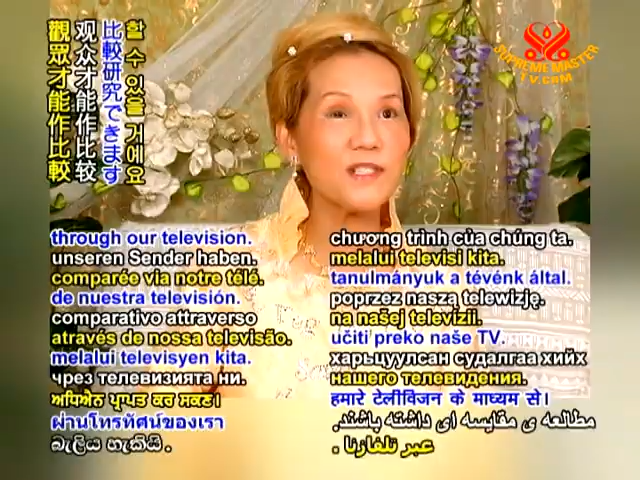 觀眾才能作比較
观众才能作比较
比較研究できます
할 수 있을 거예요
SUPREME MASTER
TV.COM
through our television.
unseren Sender haben.
comparée via notre télé.
de nuestra televisión.
comparativo attraverso
através de nossa televisão.
melalui televisyen kita.
чрез телевизията ни.
ਅਧਿਐਨ ਪ੍ਰਾਪਤ ਕਰ ਸਕਣ।
ผ่านโทรทัศน์ของเรา
chương trình của chúng ta.
melalui televisi kita.
tanulmányuk a tévénk által.
poprzez naszą telewizję.
na našej televízii.
učiti preko naše TV.
харьцуулсан судалгаа хийх
нашего телевидения.
हमारे टेलीविजन के माध्यम से।
مطالعه ی مقایسه ای داشته باشند.
عبر تلفازنا .